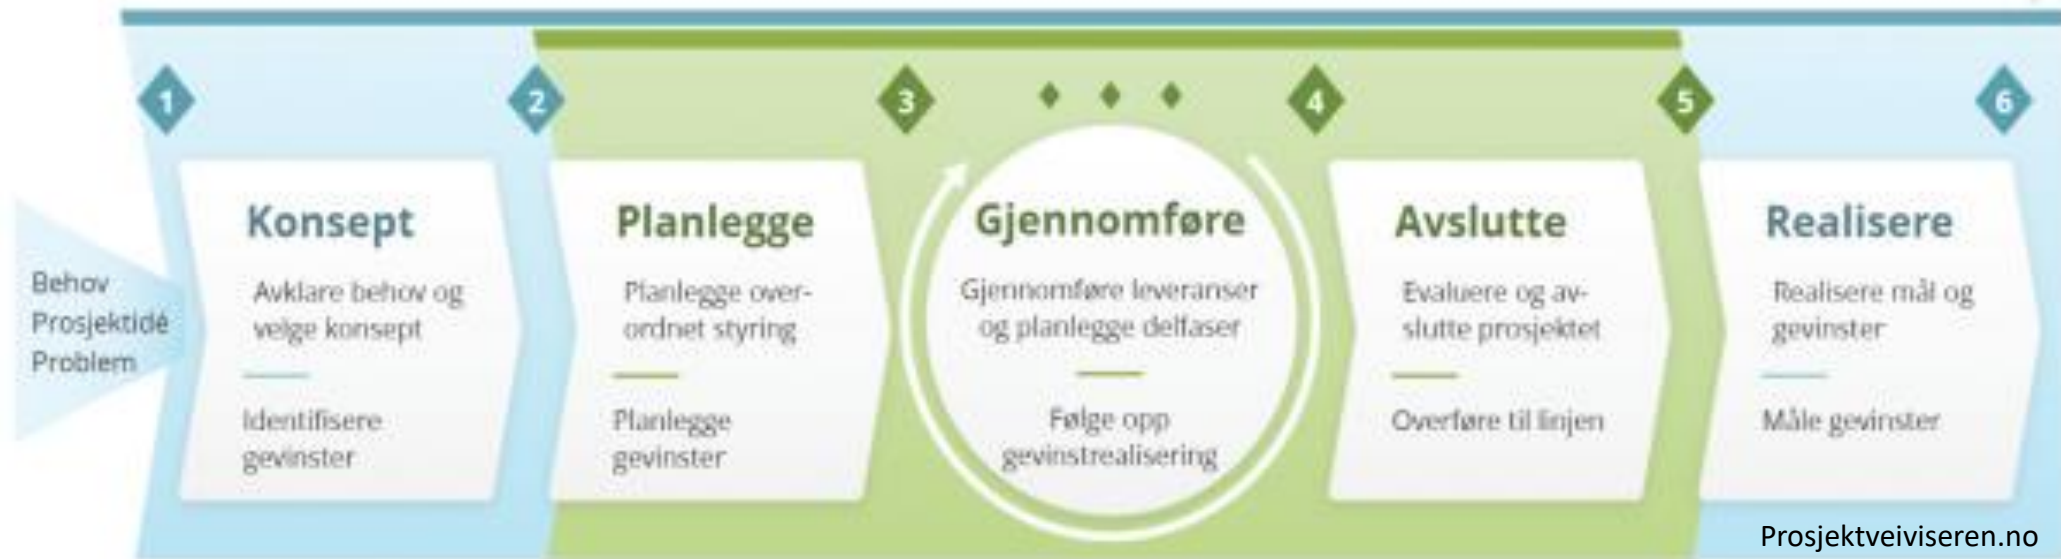 1
2
3
4
5
6
Behov
Prosjektidé
Problem
Konsept
Avklare behov og
velge konsept
Identifisere
gevinster
Planlegge
Planlegge over-
ordnet styring
Planlegge
gevinster
Gjennomføre
Gjennomføre leveranser
og planlegge delfaser
Følge opp
gevinstrealisering
Avslutte
Evaluere og av-
slutte prosjektet
Overføre til linjen
Realisere
Realisere mål og
gevinster
Måle gevinster
Prosjektveiviseren.no